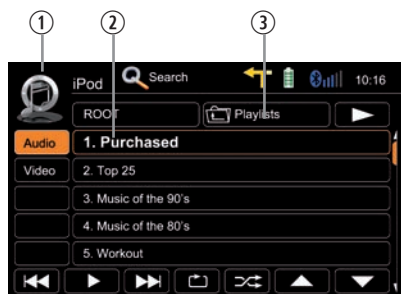 1 2 3
iPod Search 10:16
ROOT Playlists
Audio 1. Purchased
Video 2. Top 25
3. Music of the 90's
4. Music of the 80's
5. Workout